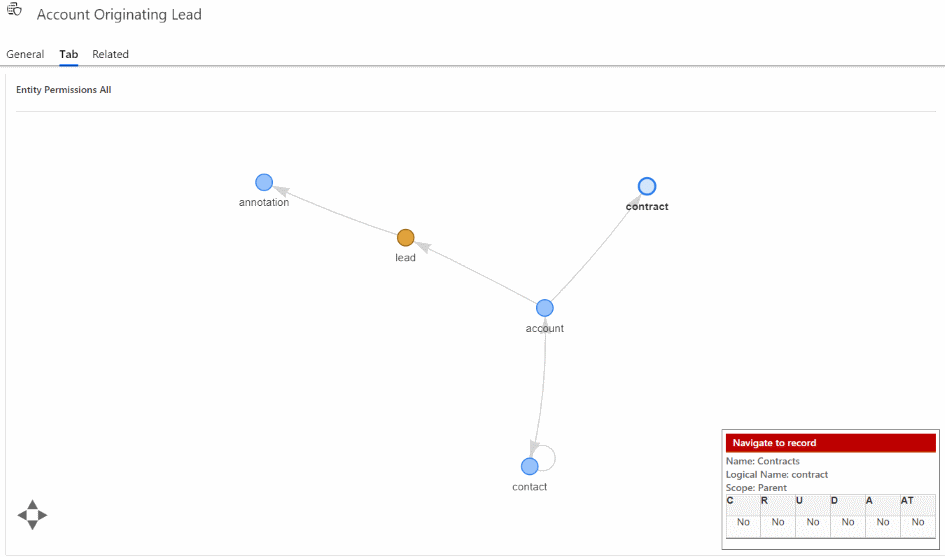 Account Originating Lead
General Tab Related
Entity Permissions All
annotation
contract
lead
account
contact
Navigate to record
Name: Contracts
Logical Name: contract
Scope: Parent
C R U D A AT
No No No No No No